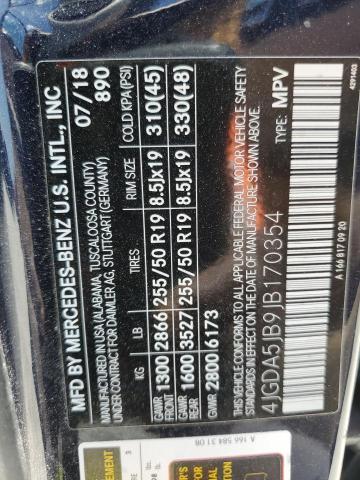 MFD BY MERCEDES-BENZ U.S. INTL., INC
07/18
MANUFACTURED IN USA (ALABAMA, TUSCALOOSA COUNTY)
FOR DAIMLER AG, STUTTGART (GERMANY)
890
KG LB RIM SIZE COLD KPA (PSI)
GAWR FRONT 1300 2866 255/50 R19 8.5Jx19 310(45)
GAWR REAR 1600 3527 255/50 R19 8.5Jx19 330(48)
GVWR 2800/6173
THIS VEHICLE CONFORMS TO ALL APPLICABLE FEDERAL MOTOR VEHICLE SAFETY
STANDARDS IN EFFECT ON THE DATE OF MANUFACTURE SHOWN ABOVE.
4JGDA5JB9JB170354 TYPE: MPV
A 166 817 09 20
4291403
A 166 584 31 08